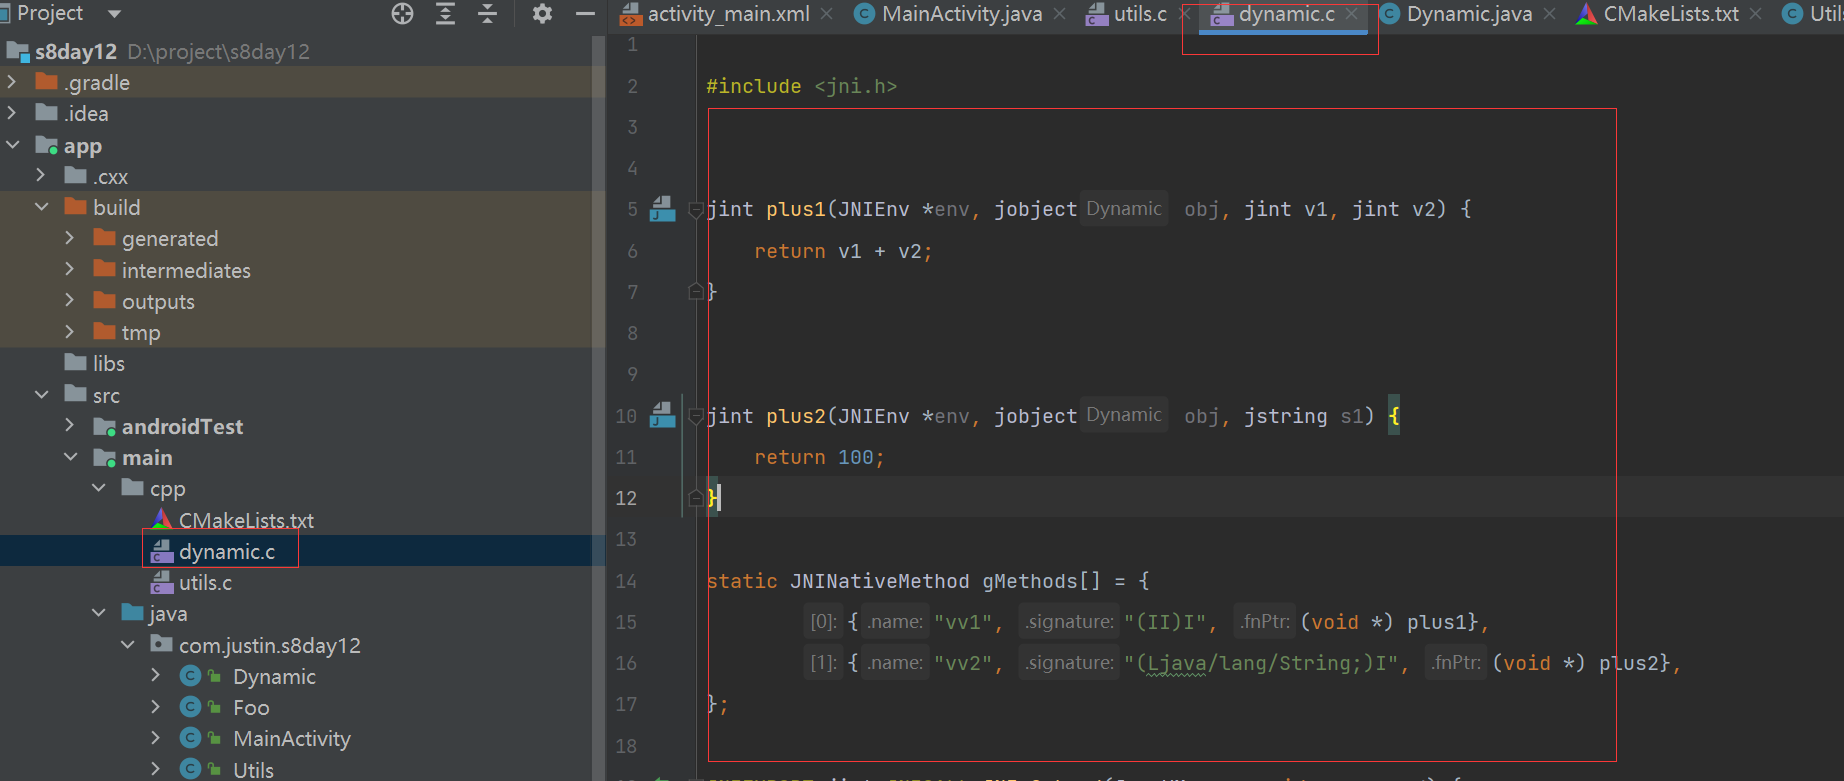 Project
s8day12 D:\project\s8day12
.gradle
.idea
app
.cxx
build
generated
intermediates
outputs
tmp
libs
src
androidTest
main
cpp
CMakeLists.txt
dynamic.c
utils.c
java
com.justin.s8day12
Dynamic
Foo
MainActivity
Utils
activity_main.xml MainActivity.java utils.c dynamic.c Dynamic.java CMakeLists.txt
1
2 #include <jni.h>
3
4
5 jint plus1(JNIEnv *env, jobject Dynamic obj, jint v1, jint v2) {
6 return v1 + v2;
7 }
8
9
10 jint plus2(JNIEnv *env, jobject Dynamic obj, jstring s1) {
11 return 100;
12 }
13
14 static JNINativeMethod gMethods[] = {
15 [0]: { .name: "vv1", .signature: "(II)I", .fnPtr: (void *) plus1},
16 [1]: { .name: "vv2", .signature: "(Ljava/lang/String;)I", .fnPtr: (void *) plus2},
17 };
18